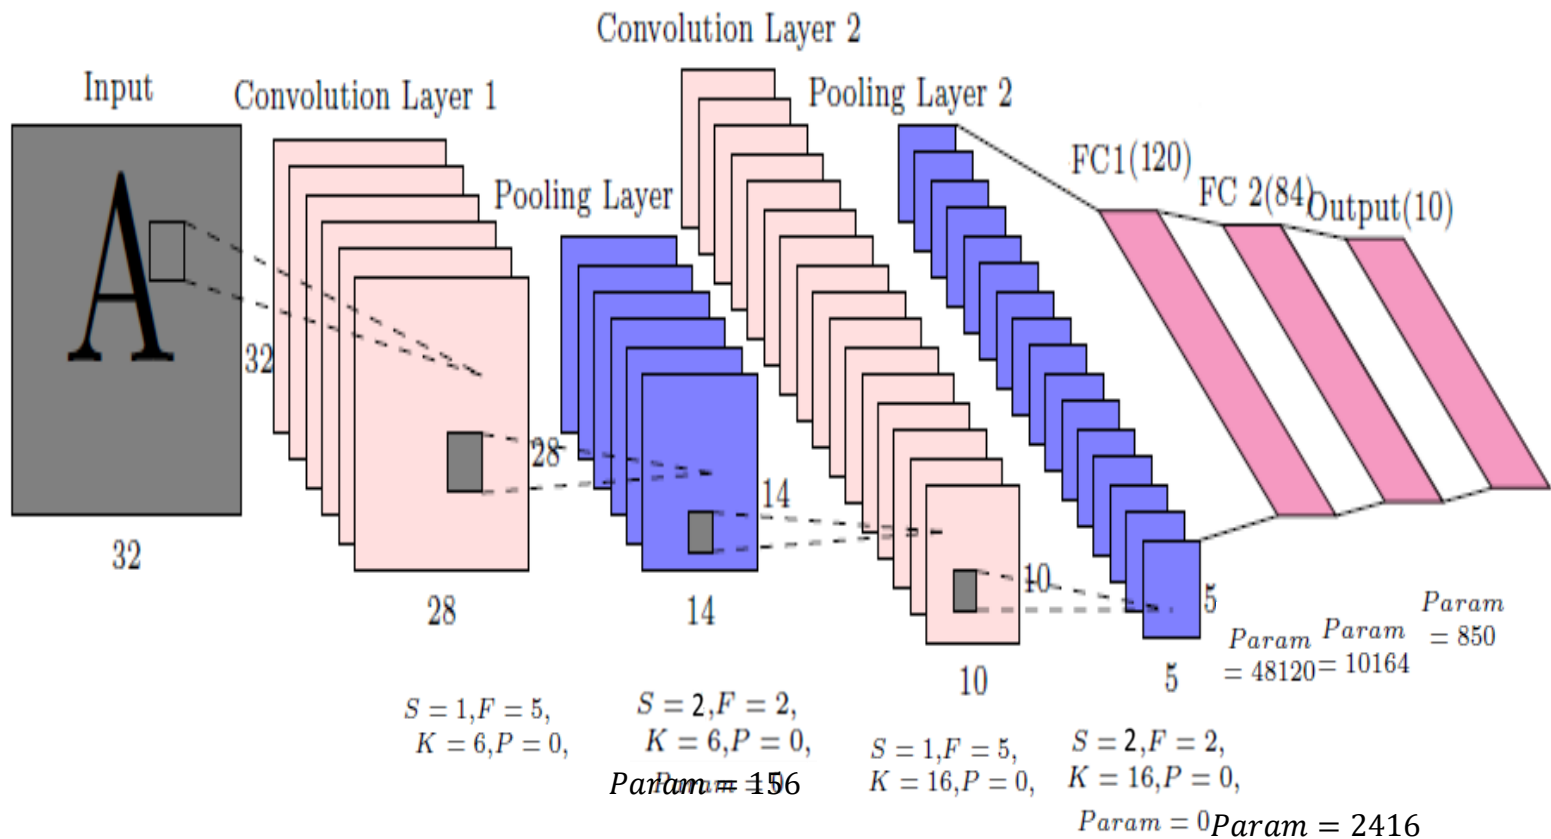 Convolution Layer 2
Input
Convolution Layer 1
Pooling Layer 2
Pooling Layer
FC1(120)
FC 2(84)
Output(10)
A
32
32
28
28
14
14
10
10
5
5
S = 1,F = 5,
K = 6,P = 0,
S = 2,F = 2,
K = 6,P = 0,
Param = 0
Param = 156
S = 1,F = 5,
K = 16,P = 0,
S = 2,F = 2,
K = 16,P = 0,
Param = 0
Param = 2416
Param
= 48120
Param
= 10164
Param
= 850